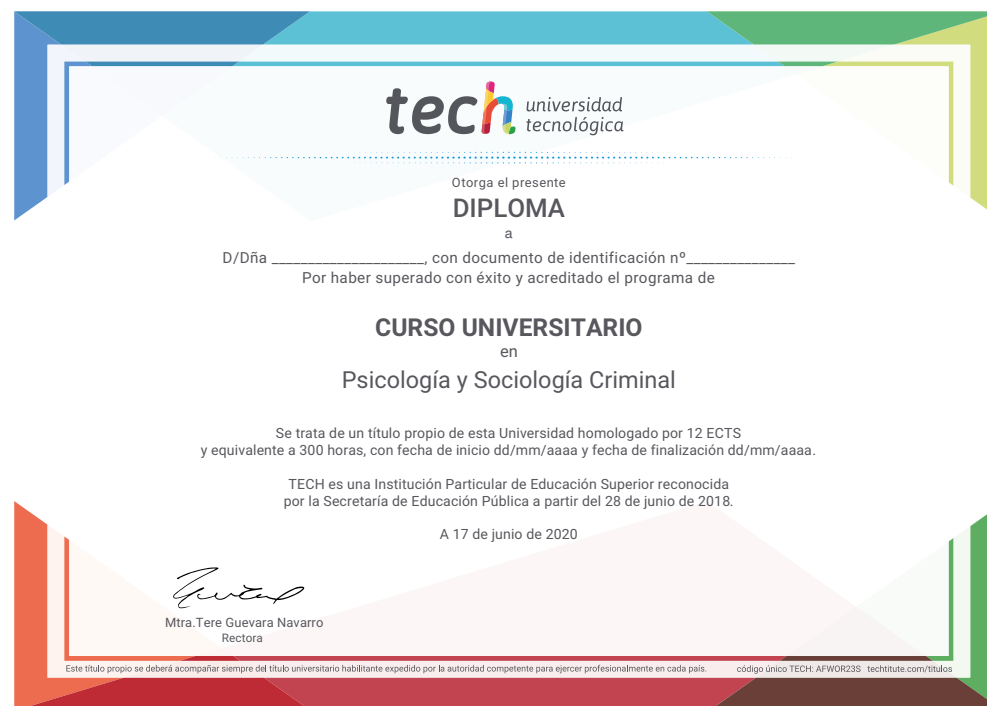 tech universidad
tecnológica
Otorga el presente
DIPLOMA
a
D/Dña _____________________, con documento de identificación nº_______________
Por haber superado con éxito y acreditado el programa de
CURSO UNIVERSITARIO
en
Psicología y Sociología Criminal
Se trata de un título propio de esta Universidad homologado por 12 ECTS
y equivalente a 300 horas, con fecha de inicio dd/mm/aaaa y fecha de finalización dd/mm/aaaa.
TECH es una Institución Particular de Educación Superior reconocida
por la Secretaría de Educación Pública a partir del 28 de junio de 2018.
A 17 de junio de 2020
Mtra.Tere Guevara Navarro
Rectora
Este título propio se deberá acompañar siempre del título universitario habilitante expedido por la autoridad competente para ejercer profesionalmente en cada país. código único TECH: AFWOR23S techtitute.com/titulos